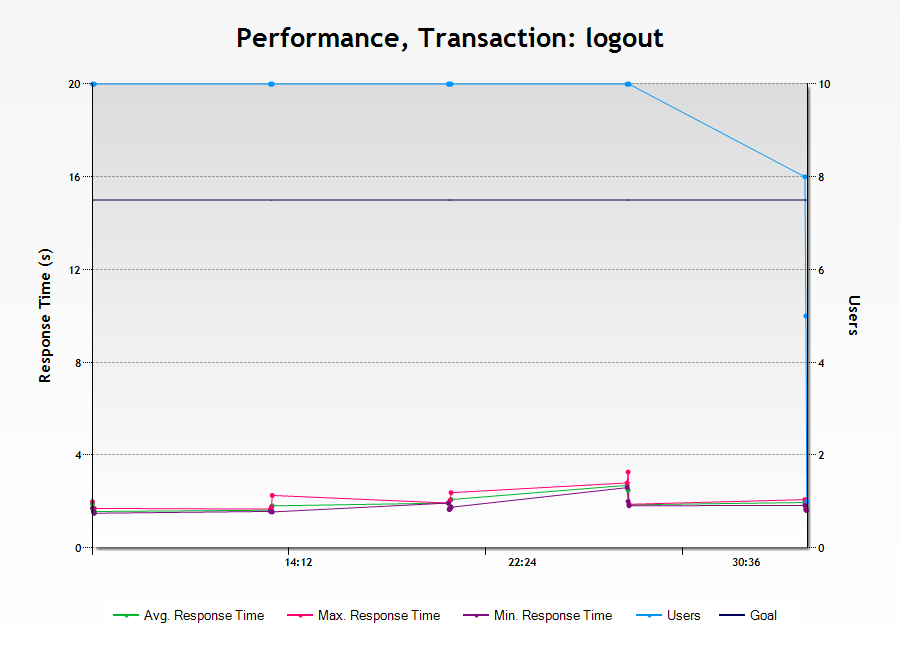 Performance, Transaction: logout
20
16
12
8
4
0
Response Time (s)
10
8
6
4
2
0
Users
14:12 22:24 30:36
Avg. Response Time Max. Response Time Min. Response Time Users Goal